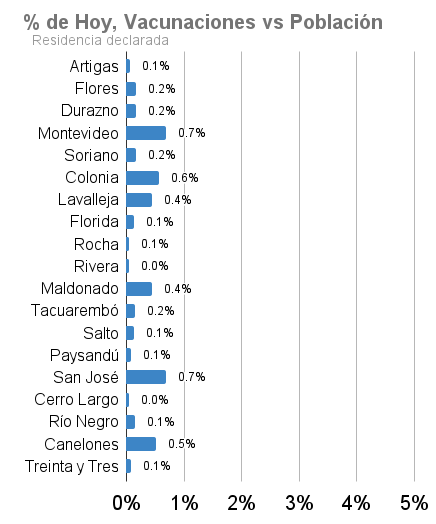 % de Hoy, Vacunaciones vs Población
Residencia declarada
Artigas 0.1%
Flores 0.2%
Durazno 0.2%
Montevideo 0.7%
Soriano 0.2%
Colonia 0.6%
Lavalleja 0.4%
Florida 0.1%
Rocha 0.1%
Rivera 0.0%
Maldonado 0.4%
Tacuarembó 0.2%
Salto 0.1%
Paysandú 0.1%
San José 0.7%
Cerro Largo 0.0%
Río Negro 0.1%
Canelones 0.5%
Treinta y Tres 0.1%
0% 1% 2% 3% 4% 5%